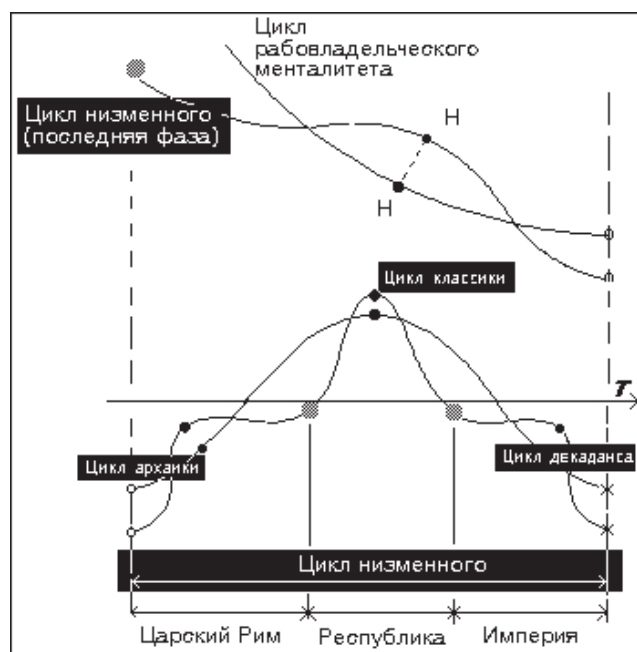 Цикл
рабовладельческого
менталитета
Цикл низменного
(последняя фаза)
Н
Н
Цикл классики
Т
Цикл архаики
Цикл декаданса
Цикл низменного
Царский Рим
Республика
Империя